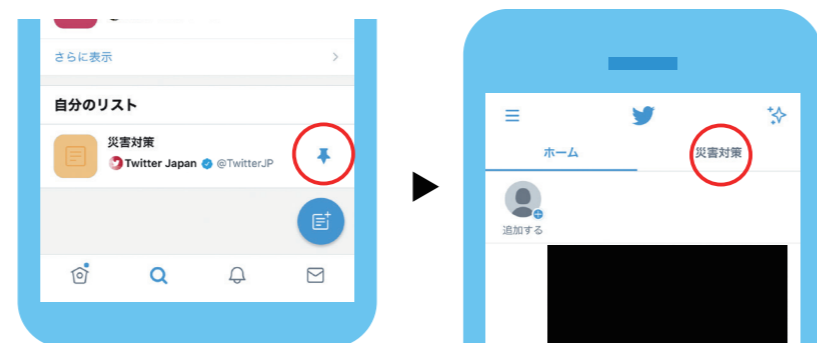 さらに表示
自分のリスト
災害対策
Twitter Japan @TwitterJP
ホーム
災害対策
追加する